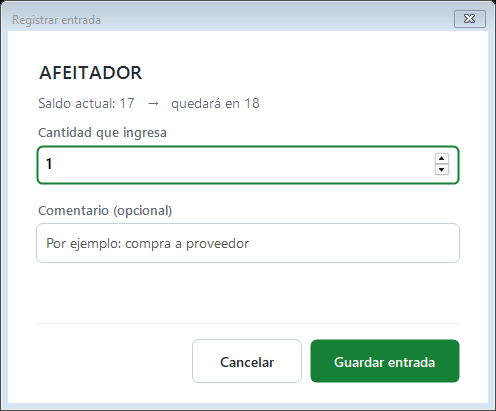 Registrar entrada
AFEITADOR
Saldo actual: 17 → quedará en 18
Cantidad que ingresa
1
Comentario (opcional)
Por ejemplo: compra a proveedor
Cancelar
Guardar entrada